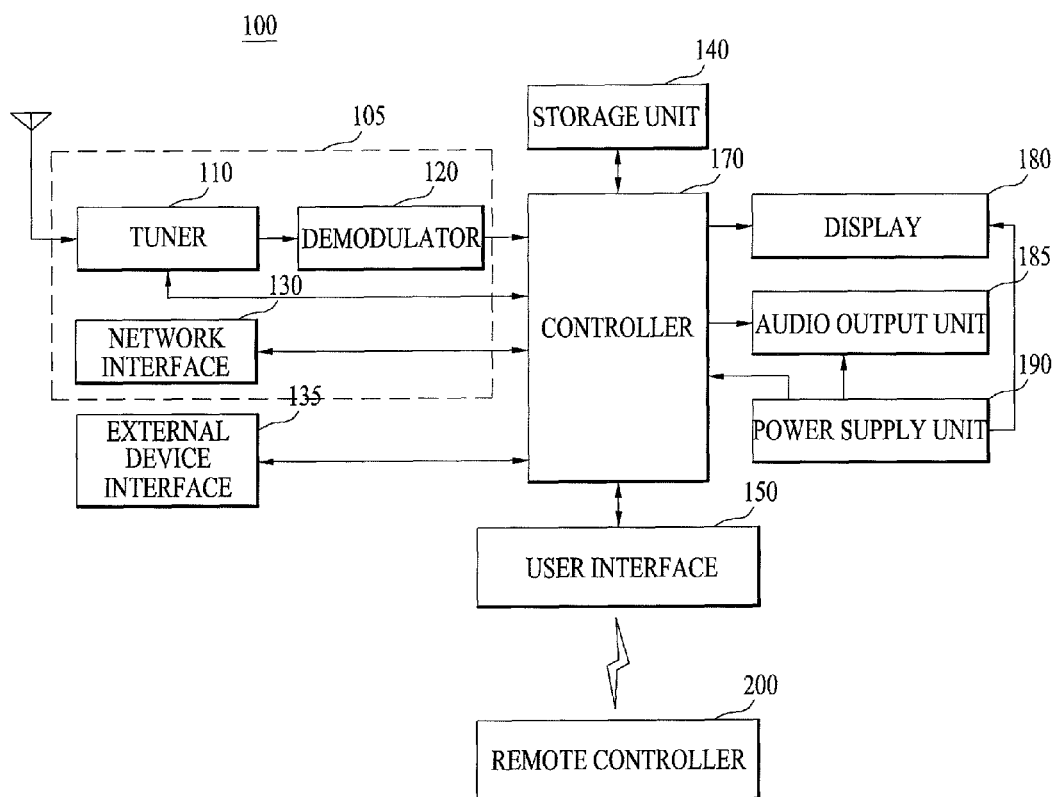 100
140
STORAGE UNIT
105
110
TUNER
120
DEMODULATOR
170
CONTROLLER
180
DISPLAY
130
NETWORK
INTERFACE
185
AUDIO OUTPUT UNIT
135
EXTERNAL
DEVICE
INTERFACE
190
POWER SUPPLY UNIT
150
USER INTERFACE
200
REMOTE CONTROLLER